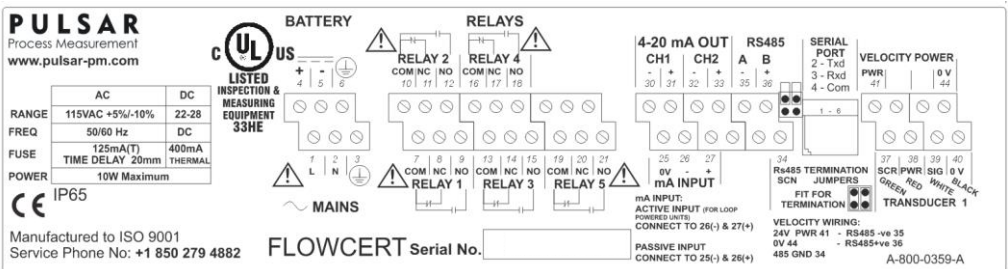 PULSAR
Process Measurement
www.pulsar-pm.com
AC DC
RANGE 115VAC +5%/-10% 22-28
FREQ 50/60 Hz DC
FUSE 125mA(T) TIME DELAY 20mm 400mA THERMAL
POWER 10W Maximum
CE IP65
Manufactured to ISO 9001
Service Phone No: +1 850 279 4882
C UL US
LISTED
INSPECTION &
MEASURING
EQUIPMENT
33HE
BATTERY
+ -
4 5 6
1 2 3
L N
~ MAINS
RELAYS
RELAY 2 RELAY 4
COM NC NO COM NC NO
10 11 12 16 17 18
7 8 9 13 14 15 19 20 21
COM NC NO COM NC NO COM NC NO
RELAY 1 RELAY 3 RELAY 5
FLOWCERT Serial No.
4-20 mA OUT RS485
CH1 CH2 A B
- + - + - +
30 31 32 33 35 36
25 26 27 34
0V - +
mA INPUT
mA INPUT:
ACTIVE INPUT (FOR LOOP
POWERED UNITS)
CONNECT TO 26(-) & 27(+)
PASSIVE INPUT
CONNECT TO 25(-) & 26(+)
SERIAL
PORT
2 - Txd
3 - Rxd
4 - Com
1 - 6
Rs485 TERMINATION
SCN JUMPERS
FIT FOR
TERMINATION
VELOCITY POWER
PWR 0 V
41 44
37 38 39 40
SCR PWR SIG 0 V
GREEN RED WHITE BLACK
TRANSDUCER 1
VELOCITY WIRING:
24V PWR 41 - RS485 -ve 35
0V 44 - RS485+ve 36
485 GND 34
A-800-0359-A